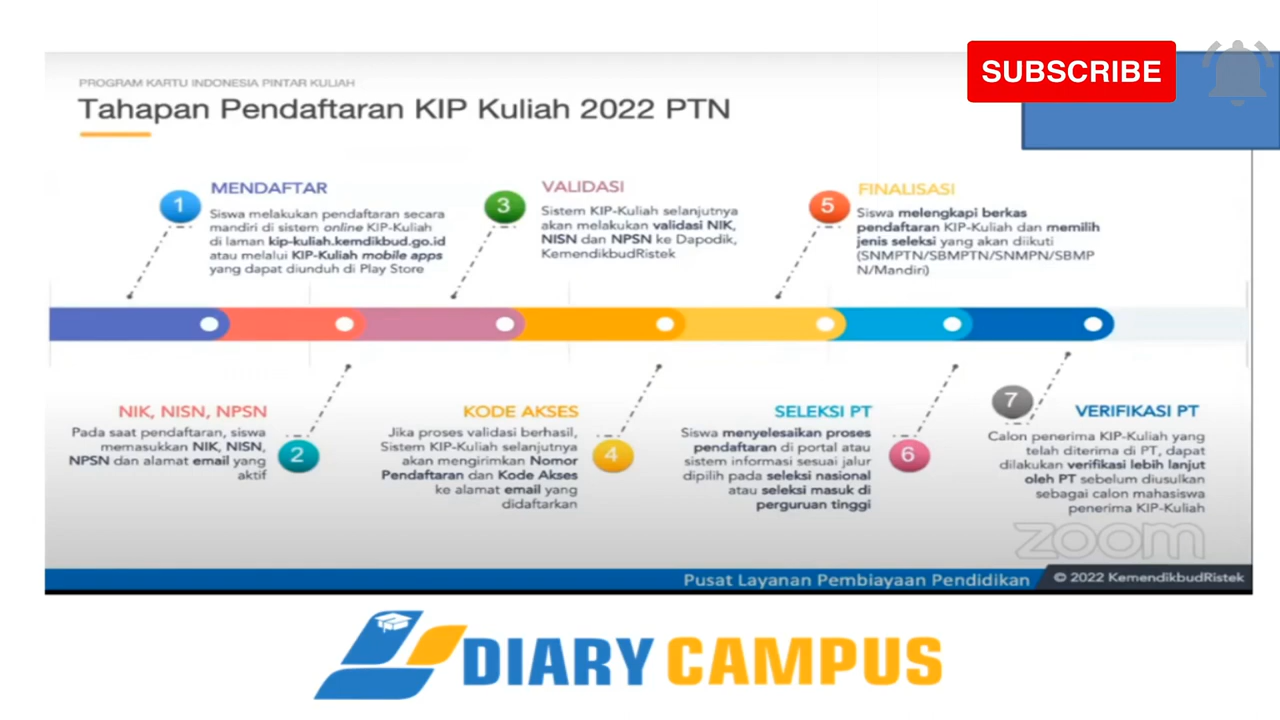 SUBSCRIBE
PROGRAM KARTU INDONESIA PINTAR KULIAH
Tahapan Pendaftaran KIP Kuliah 2022 PTN
1
MENDAFTAR
Siswa melakukan pendaftaran secara
mandiri di sistem online KIP-Kuliah
di laman kip-kuliah.kemdikbud.go.id
atau melalui KIP-Kuliah mobile apps
yang dapat diunduh di Play Store
3
VALIDASI
Sistem KIP-Kuliah selanjutnya
akan melakukan validasi NIK,
NISN dan NPSN ke Dapodik,
KemendikbudRistek
5
FINALISASI
Siswa melengkapi berkas
pendaftaran KIP-Kuliah dan memilih
jenis seleksi yang akan diikuti
(SNMPTN/SBMPTN/SNMPN/SBMP
N/Mandiri)
NIK, NISN, NPSN
Pada saat pendaftaran, siswa
memasukkan NIK, NISN,
NPSN dan alamat email yang
aktif
2
KODE AKSES
Jika proses validasi berhasil,
Sistem KIP-Kuliah selanjutnya
akan mengirimkan Nomor
Pendaftaran dan Kode Akses
ke alamat email yang
didaftarkan
4
SELEKSI PT
Siswa menyelesaikan proses
pendaftaran di portal atau
sistem informasi sesuai jalur
dipilih pada seleksi nasional
atau seleksi masuk di
perguruan tinggi
6
7
VERIFIKASI PT
Calon penerima KIP-Kuliah yang
telah diterima di PT, dapat
dilakukan verifikasi lebih lanjut
oleh PT sebelum diusulkan
sebagai calon mahasiswa
penerima KIP-Kuliah
zoom
Pusat Layanan Pembiayaan Pendidikan
© 2022 KemendikbudRistek
DIARY CAMPUS